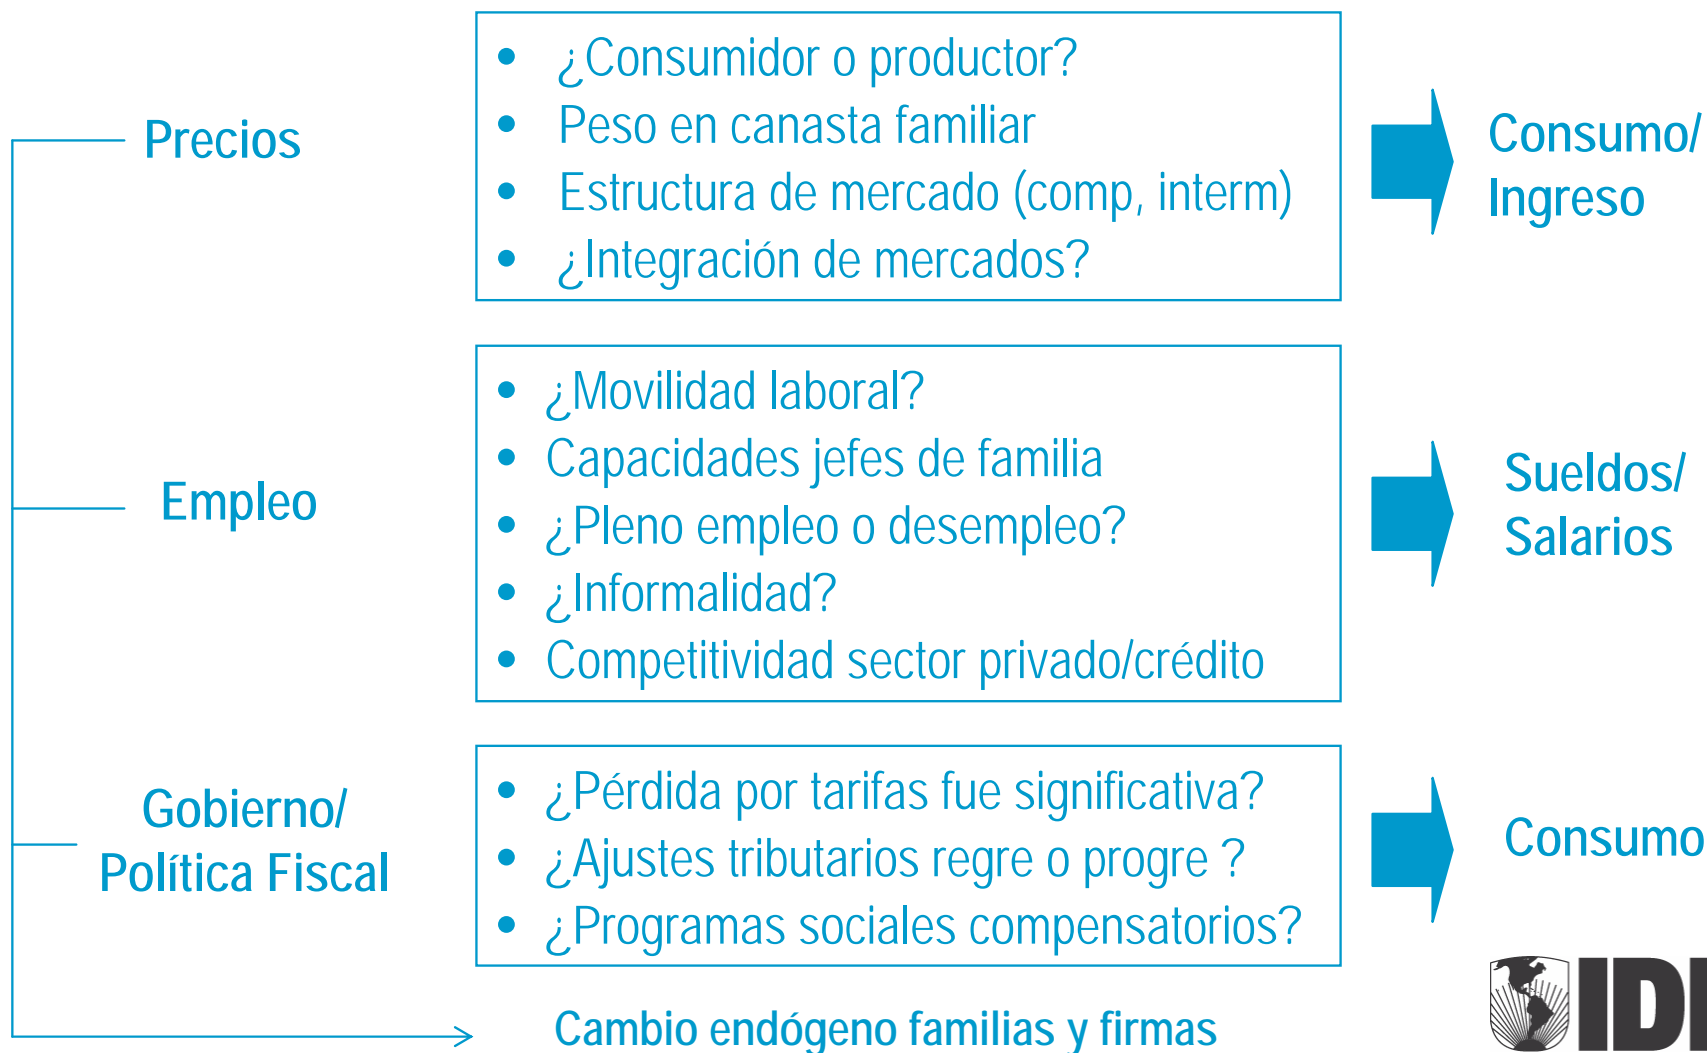 Precios
• ¿Consumidor o productor?
• Peso en canasta familiar
• Estructura de mercado (comp, interm)
• ¿Integración de mercados?
Consumo/
Ingreso
Empleo
• ¿Movilidad laboral?
• Capacidades jefes de familia
• ¿Pleno empleo o desempleo?
• ¿Informalidad?
• Competitividad sector privado/crédito
Sueldos/
Salarios
Gobierno/
Política Fiscal
• ¿Pérdida por tarifas fue significativa?
• ¿Ajustes tributarios regre o progre ?
• ¿Programas sociales compensatorios?
Consumo
Cambio endógeno familias y firmas